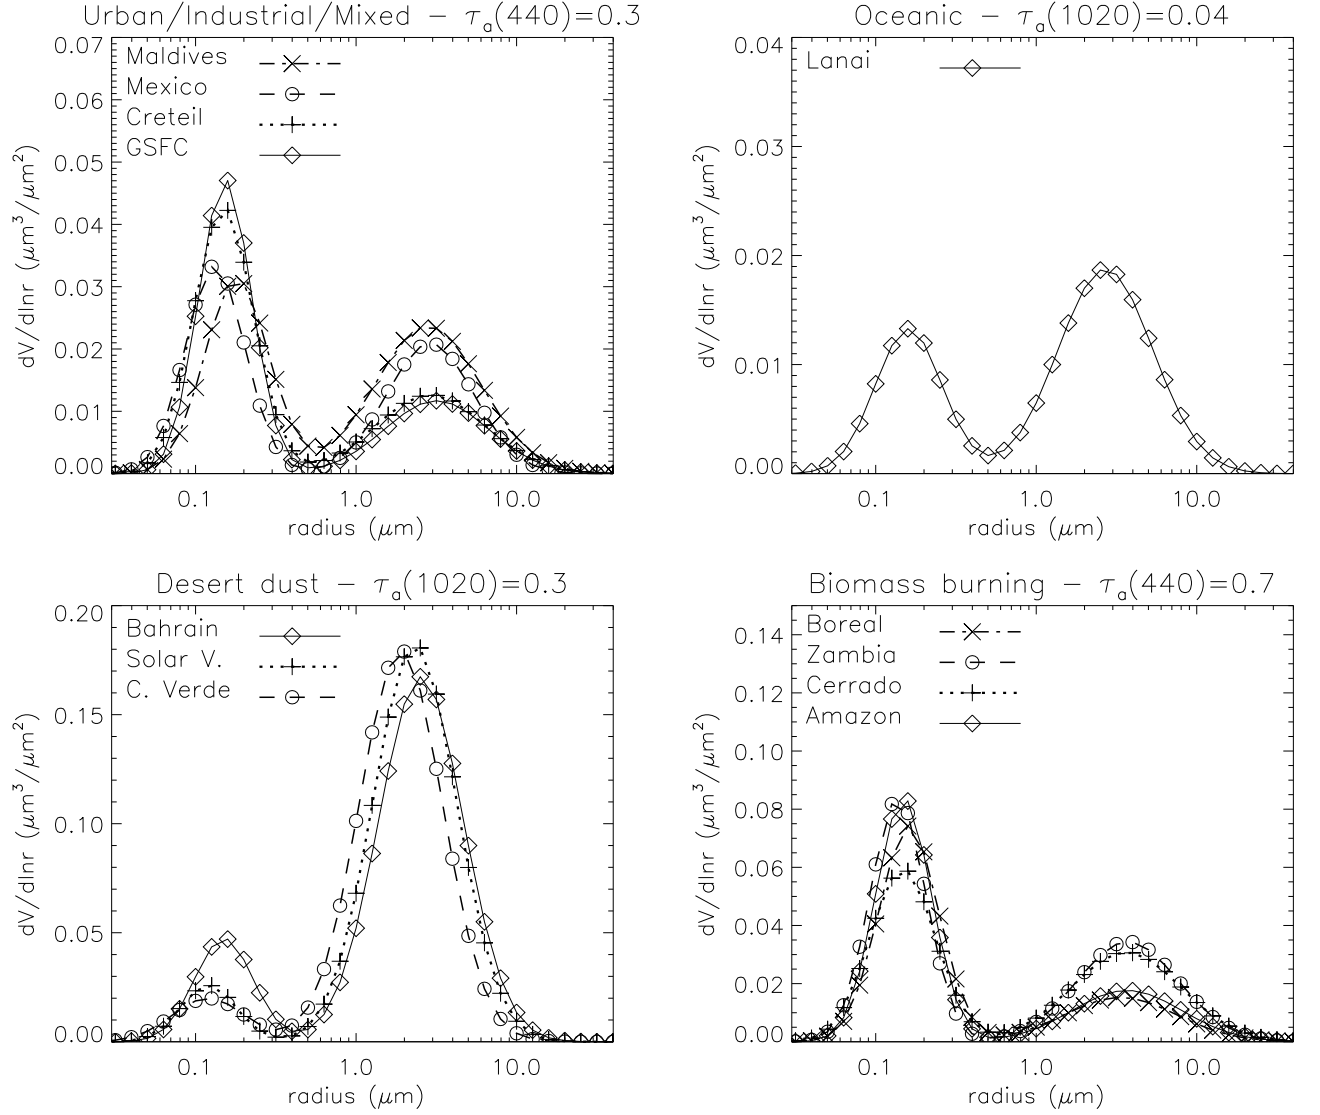 Urban/Industrial/Mixed − τa(440)=0.3
Maldives
Mexico
Creteil
GSFC
0.07
0.06
0.05
0.04
0.03
0.02
0.01
0.00
dV/dlnr (μm³/μm²)
0.1 1.0 10.0
radius (μm)
Oceanic − τa(1020)=0.04
Lanai
0.04
0.03
0.02
0.01
0.00
dV/dlnr (μm³/μm²)
0.1 1.0 10.0
radius (μm)
Desert dust − τa(1020)=0.3
Bahrain
Solar V.
C. Verde
0.20
0.15
0.10
0.05
0.00
dV/dlnr (μm³/μm²)
0.1 1.0 10.0
radius (μm)
Biomass burning − τa(440)=0.7
Boreal
Zambia
Cerrado
Amazon
0.14
0.12
0.10
0.08
0.06
0.04
0.02
0.00
dV/dlnr (μm³/μm²)
0.1 1.0 10.0
radius (μm)